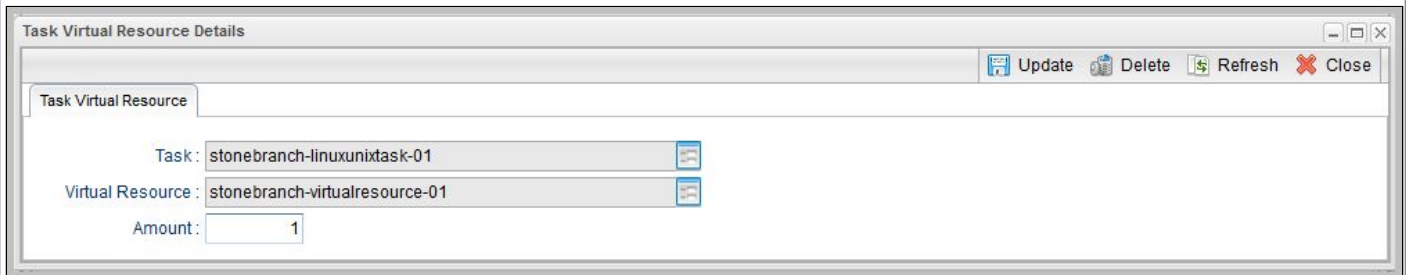 Task Virtual Resource Details
Update Delete Refresh Close
Task Virtual Resource
Task : stonebranch-linuxunixtask-01
Virtual Resource : stonebranch-virtualresource-01
Amount : 1